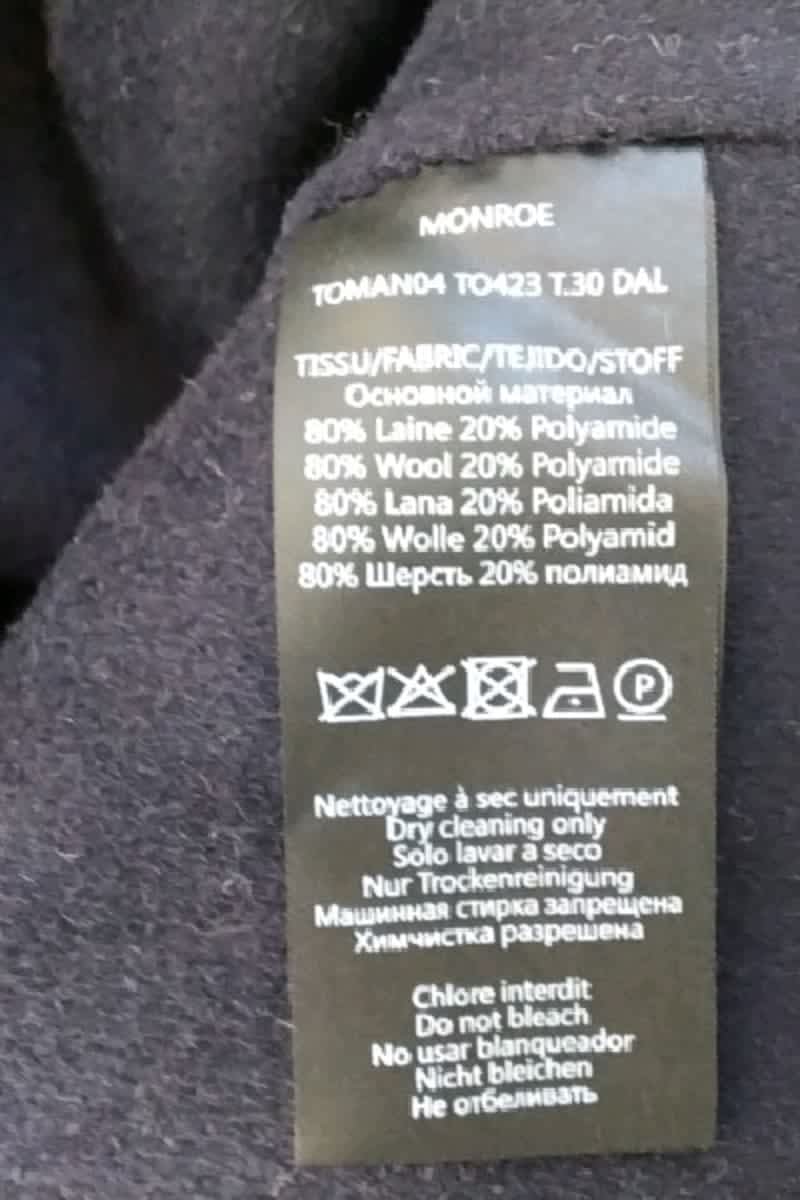 MONROE
TOMAN04 TO423 T.30 DAL
TISSU/FABRIC/TEJIDO/STOFF
Основной материал
80% Laine 20% Polyamide
80% Wool 20% Polyamide
80% Lana 20% Poliamida
80% Wolle 20% Polyamid
80% Шерсть 20% полиамид
P
Nettoyage à sec uniquement
Dry cleaning only
Solo lavar a seco
Nur Trockenreinigung
Машинная стирка запрещена
Химчистка разрешена
Chlore interdit
Do not bleach
No usar blanqueador
Nicht bleichen
Не отбеливать